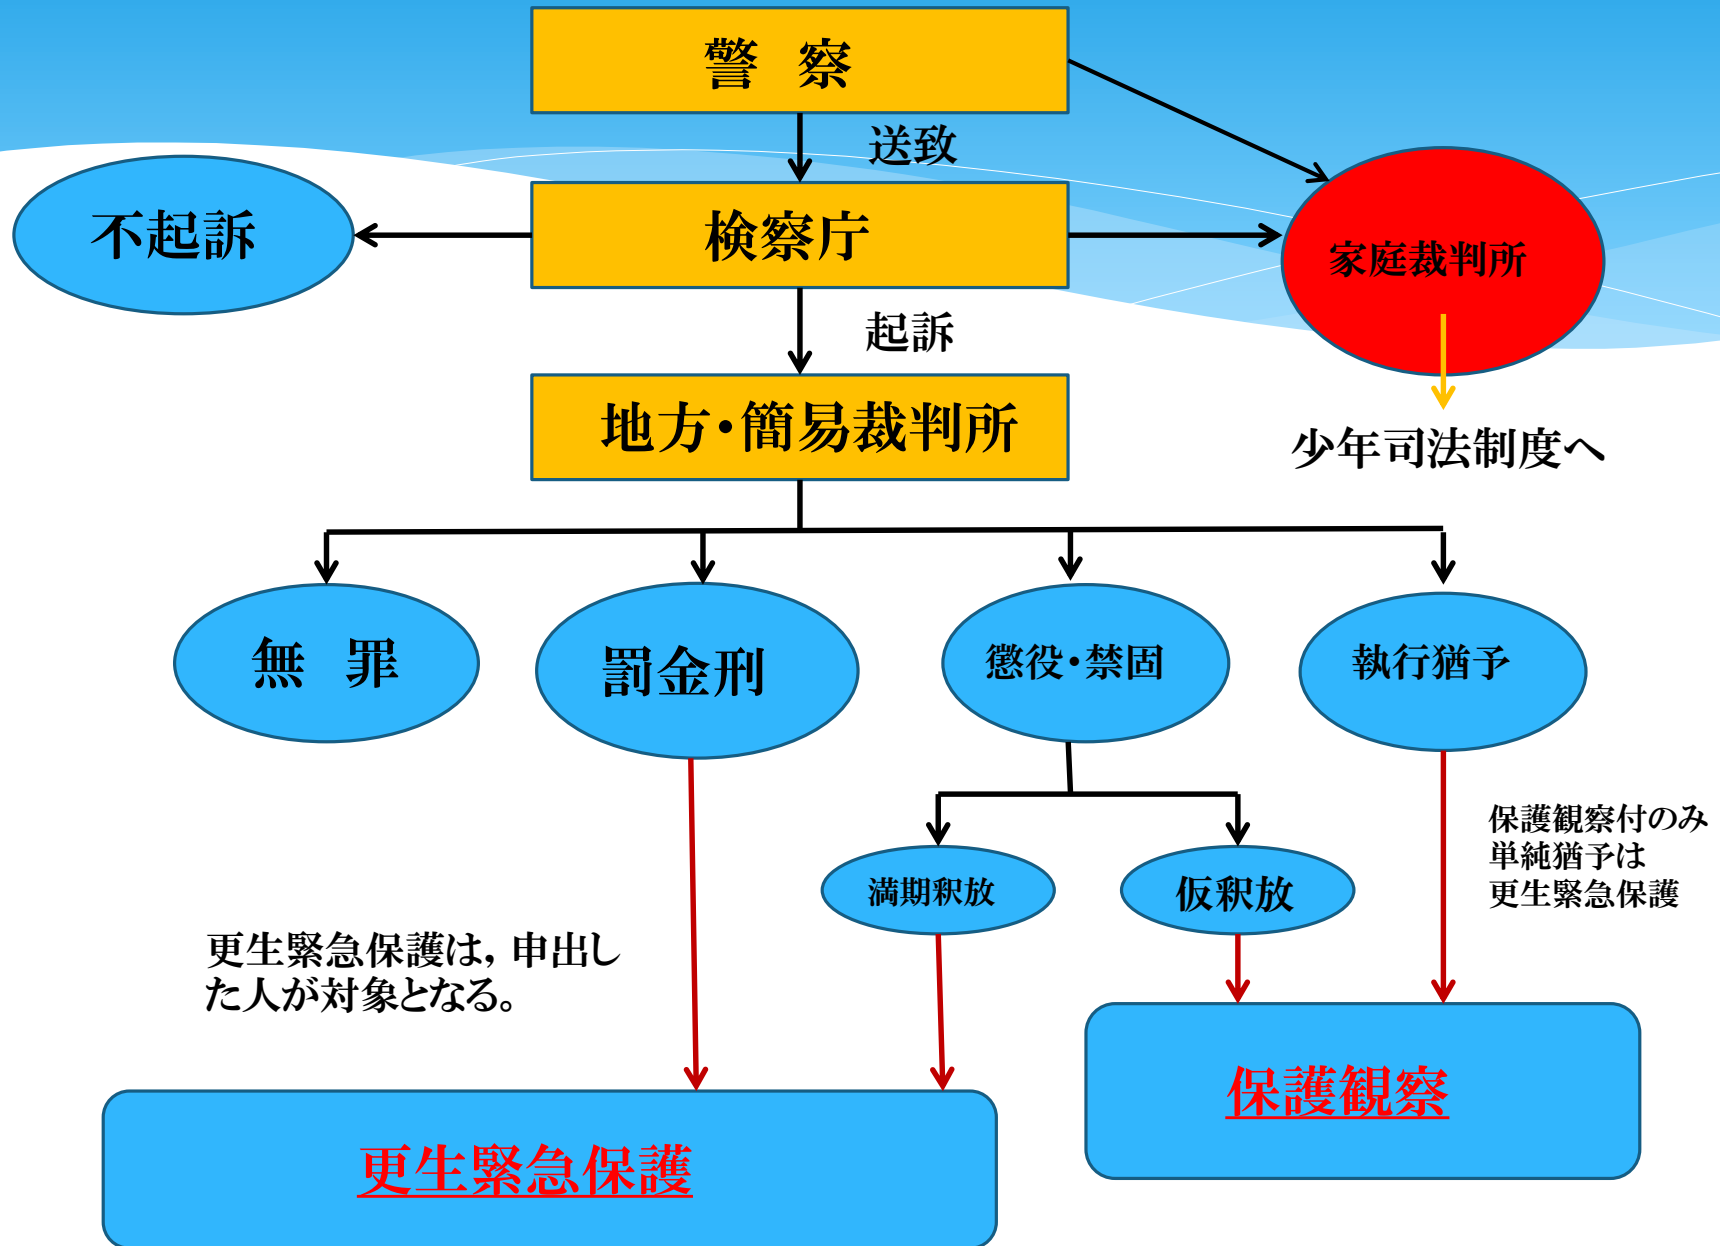 警 察
送致
不起訴
検察庁
家庭裁判所
起訴
地方・簡易裁判所
少年司法制度へ
無 罪
罰金刑
懲役・禁固
執行猶予
保護観察付のみ
単純猶予は
更生緊急保護
満期釈放
仮釈放
更生緊急保護は，申出し
た人が対象となる。
保護観察
更生緊急保護